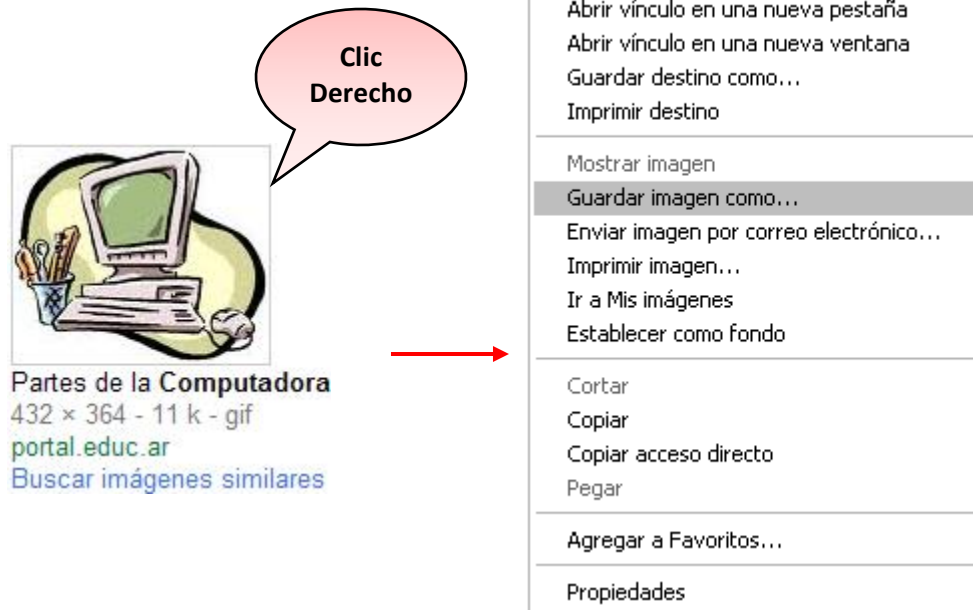 Clic
Derecho
Partes de la Computadora
432 × 364 - 11 k - gif
portal.educ.ar
Buscar imágenes similares
Abrir vínculo en una nueva pestaña
Abrir vínculo en una nueva ventana
Guardar destino como...
Imprimir destino
Mostrar imagen
Guardar imagen como...
Enviar imagen por correo electrónico...
Imprimir imagen...
Ir a Mis imágenes
Establecer como fondo
Cortar
Copiar
Copiar acceso directo
Pegar
Agregar a Favoritos...
Propiedades